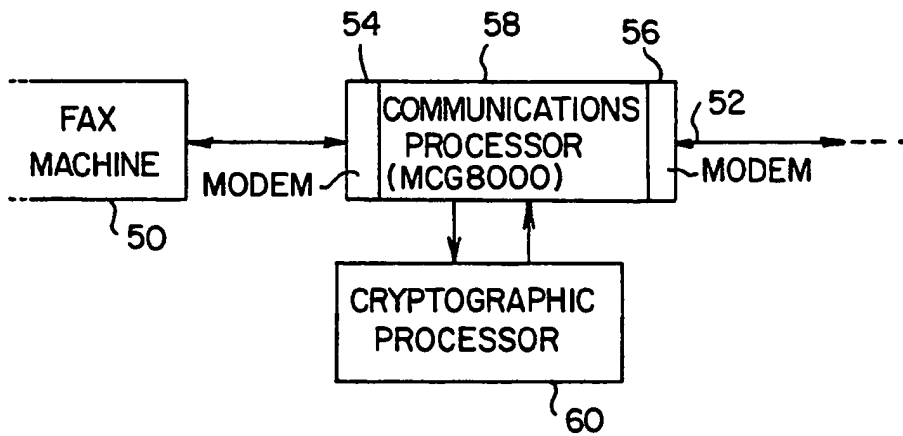 54
58
56
FAX
MACHINE
COMMUNICATIONS
PROCESSOR
(MCG8000)
52
MODEM
MODEM
50
CRYPTOGRAPHIC
PROCESSOR
60